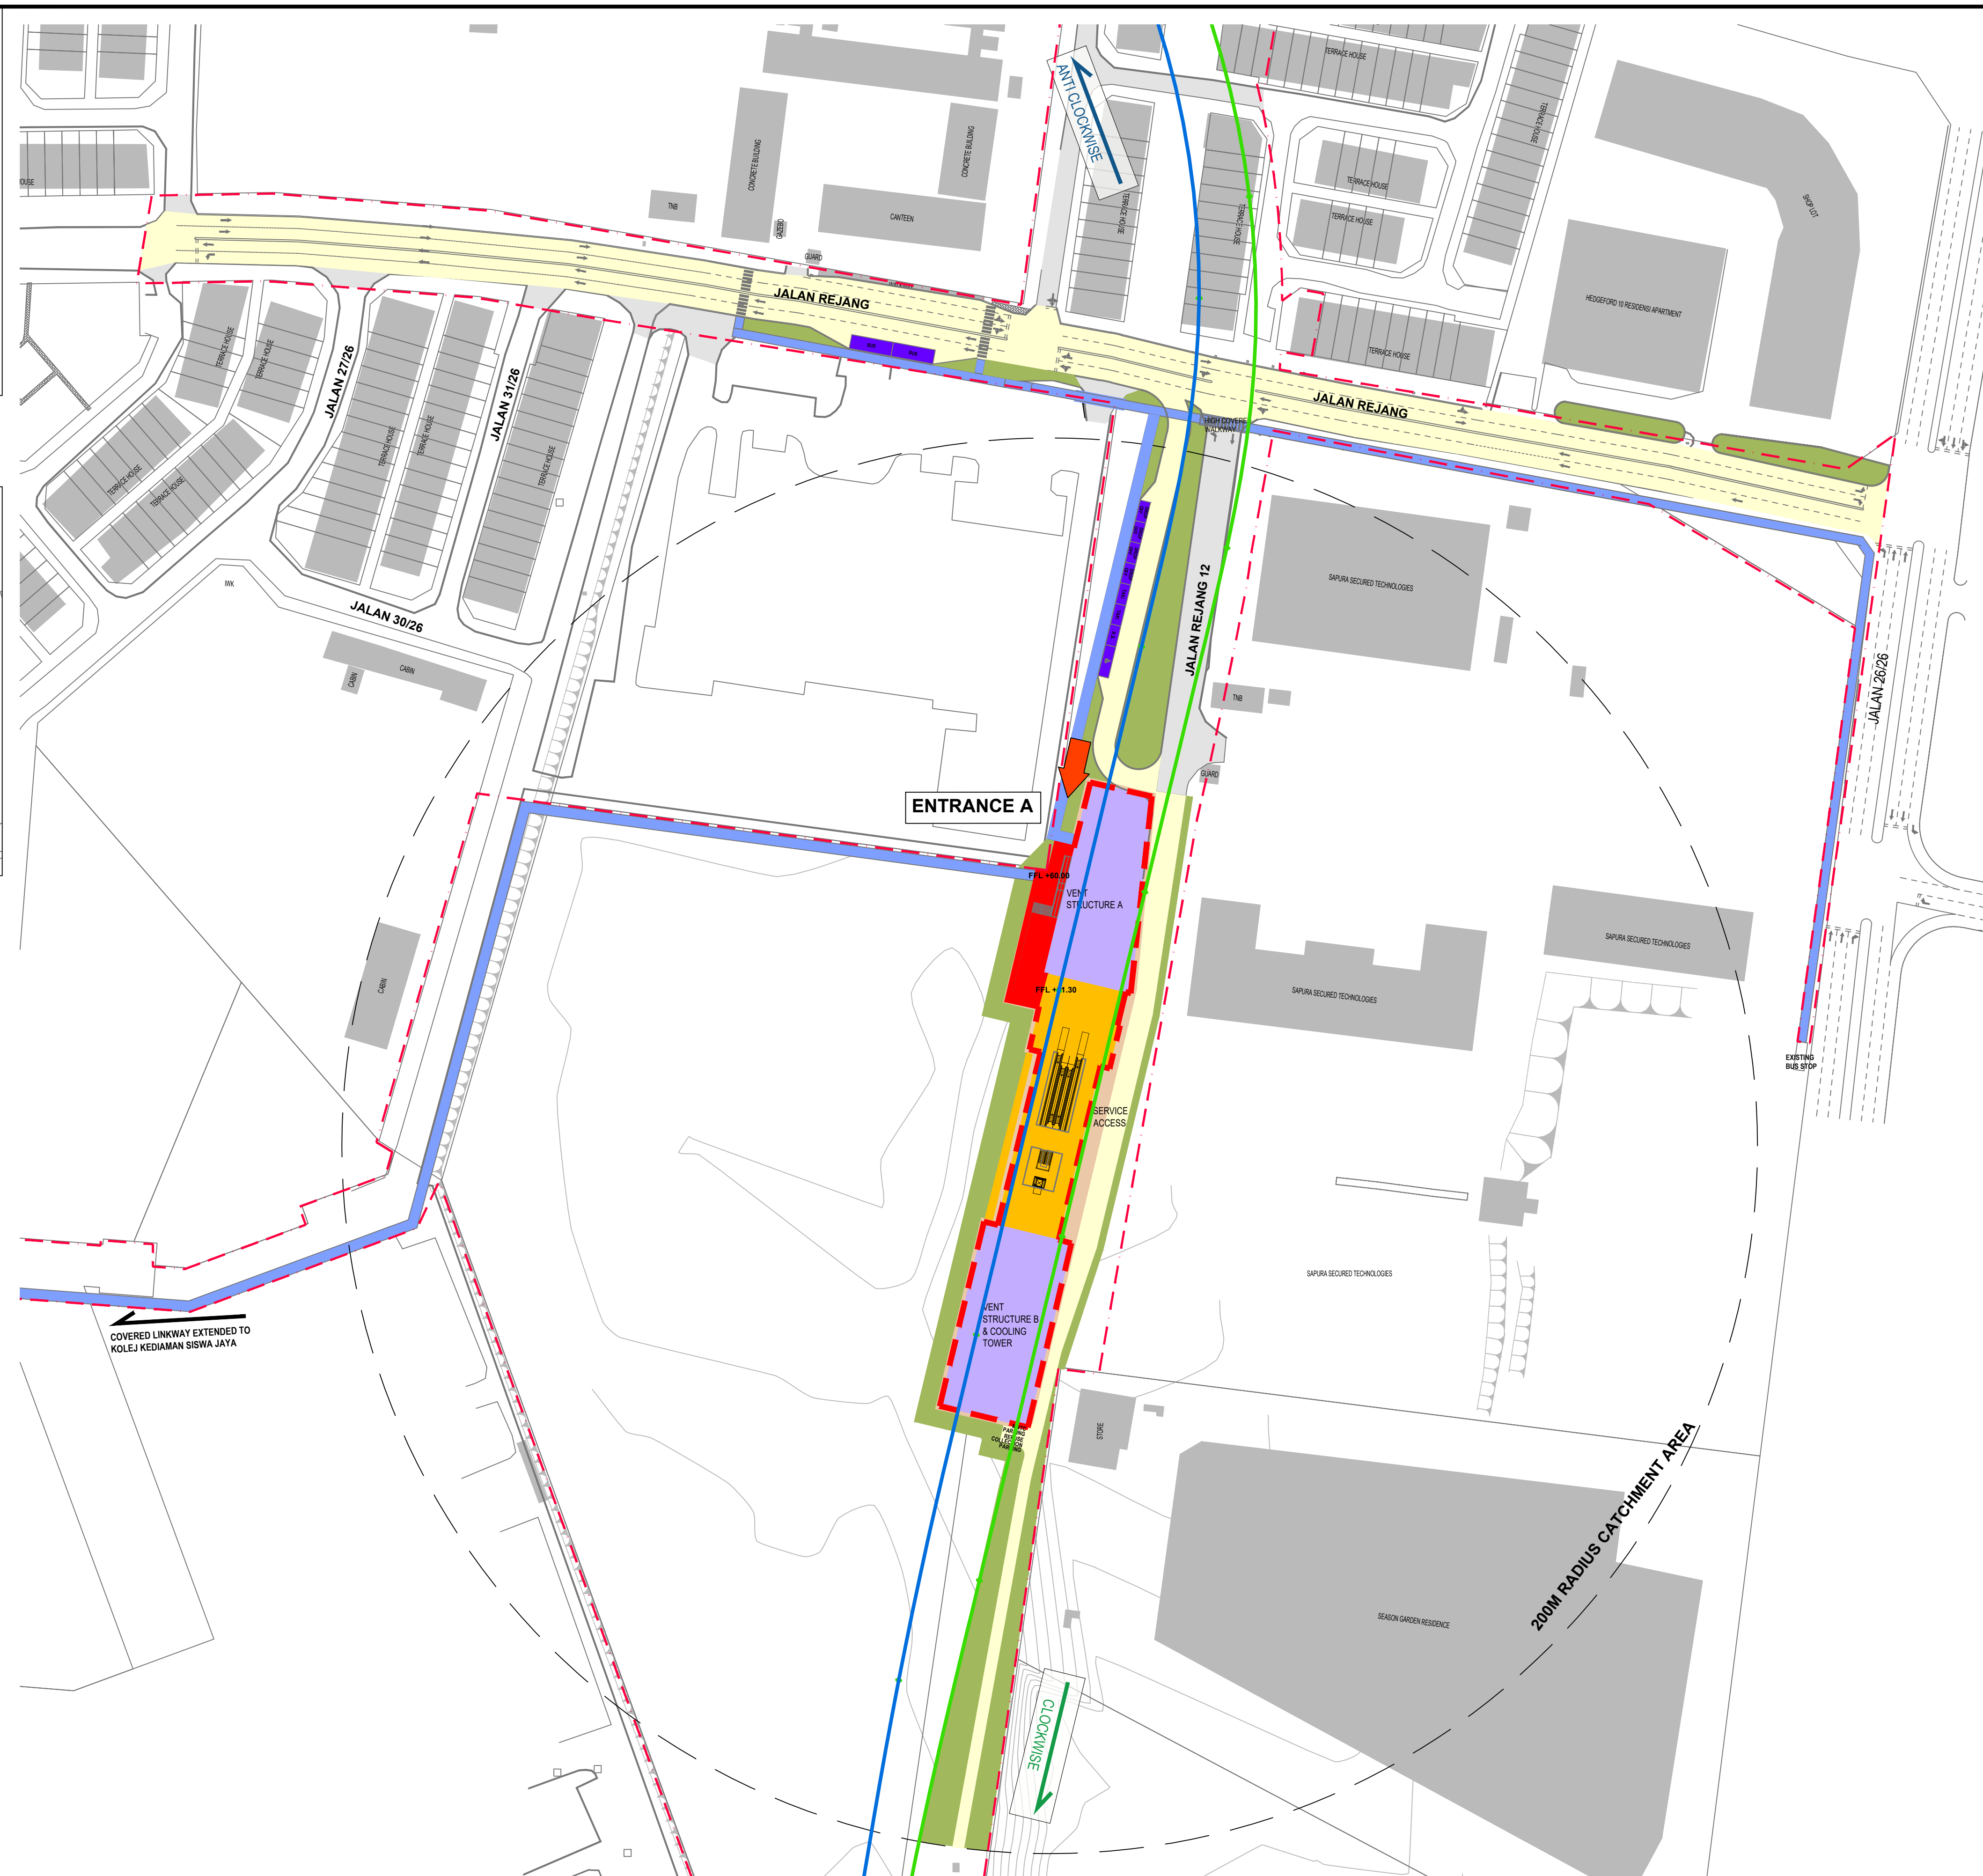 TERRACE HOUSE
ANTI CLOCKWISE
TERRACE HOUSE
CONCRETE BUILDING
CONCRETE BUILDING
TERRACE HOUSE
TERRACE HOUSE
TERRACE HOUSE
TERRACE HOUSE
TERRACE HOUSE
SHOP LOT
TNB
GAZEBO
CANTEEN
GUARD
HEDGEFORD 10 RESIDENSI APARTMENT
JALAN REJANG
TERRACE HOUSE
TERRACE HOUSE
TERRACE HOUSE
JALAN 27/26
JALAN 31/26
JALAN REJANG
TERRACE HOUSE
TERRACE HOUSE
TERRACE HOUSE
TERRACE HOUSE
TERRACE HOUSE
HIGH COVERE
WALKWAY
IWK
JALAN 30/26
SAPURA SECURED TECHNOLOGIES
JALAN REJANG 12
CABIN
CABIN
TNB
JALAN 26/26
GUARD
ENTRANCE A
FFL +60.00
VENT
STRUCTURE A
SAPURA SECURED TECHNOLOGIES
CABIN
SAPURA SECURED TECHNOLOGIES
EXISTING
BUS STOP
SERVICE
ACCESS
SAPURA SECURED TECHNOLOGIES
VENT
STRUCTURE B
& COOLING
TOWER
COVERED LINKWAY EXTENDED TO
KOLEJ KEDIAMAN SISWA JAYA
STORE
200M RADIUS CATCHMENT AREA
SEASON GARDEN RESIDENCE
CLOCKWISE